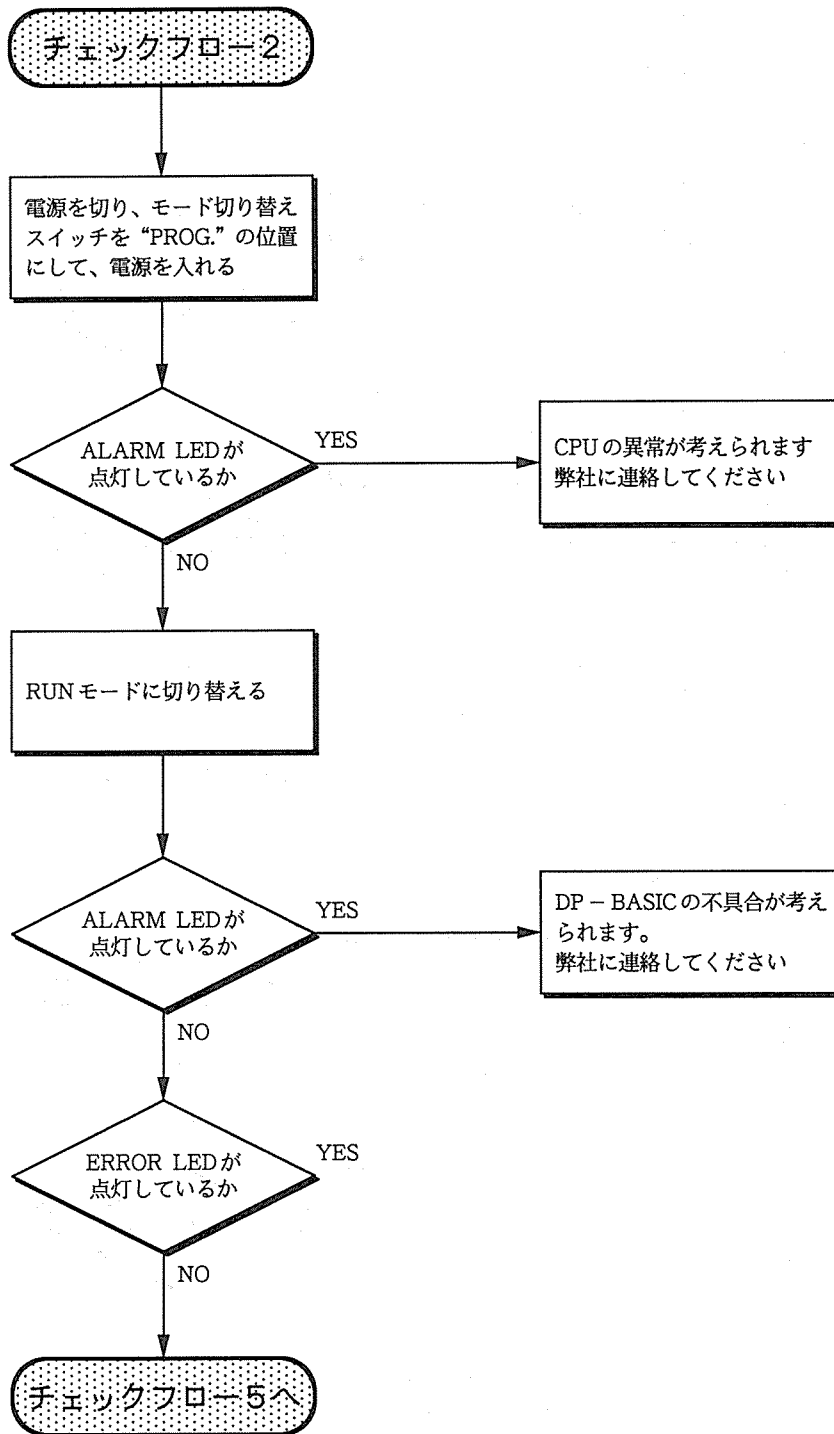 チェックフロー2
電源を切り、モード切り替え
スイッチを“PROG.”の位置
にして、電源を入れる
ALARM LEDが
点灯しているか
YES
CPUの異常が考えられます
弊社に連絡してください
NO
RUNモードに切り替える
ALARM LEDが
点灯しているか
YES
DP－BASICの不具合が考え
られます。
弊社に連絡してください
NO
ERROR LEDが
点灯しているか
YES
NO
チェックフロー5へ